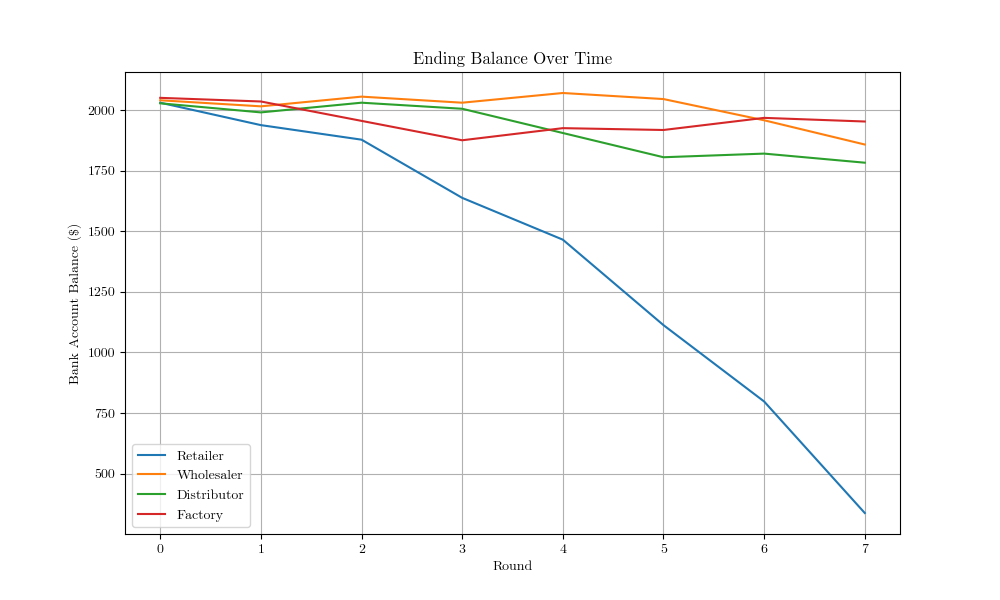 Ending Balance Over Time
Bank Account Balance ($)
2000
1750
1500
1250
1000
750
500
Retailer
Wholesaler
Distributor
Factory
0 1 2 3 4 5 6 7
Round